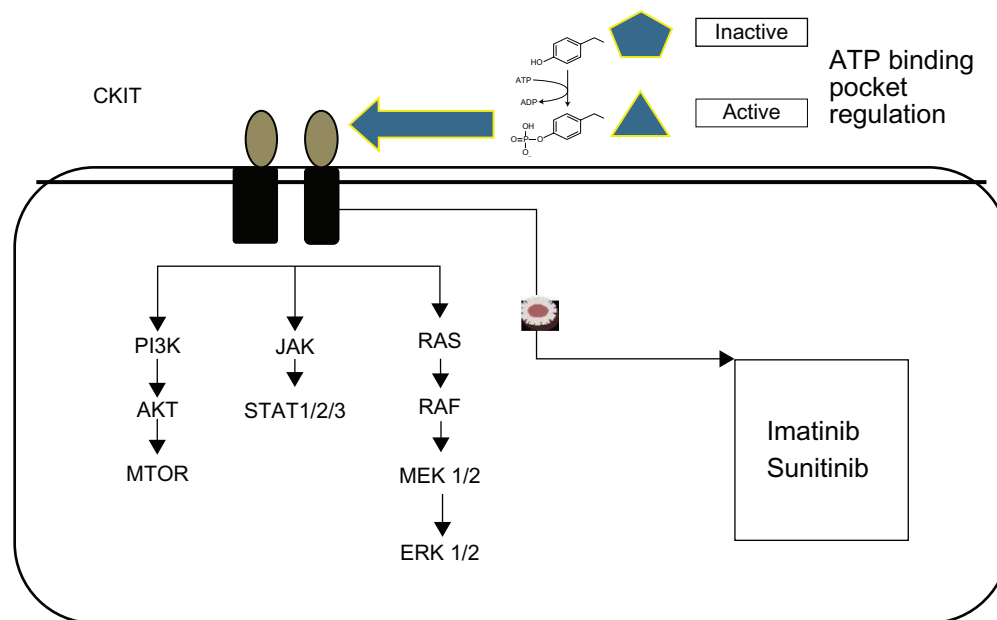 Inactive
HO
ATP binding
pocket
regulation
ATP
ADP
CKIT
Active
OH
O=P-O
O-
PI3K
JAK
RAS
AKT
STAT1/2/3
RAF
MTOR
MEK 1/2
ERK 1/2
Imatinib
Sunitinib